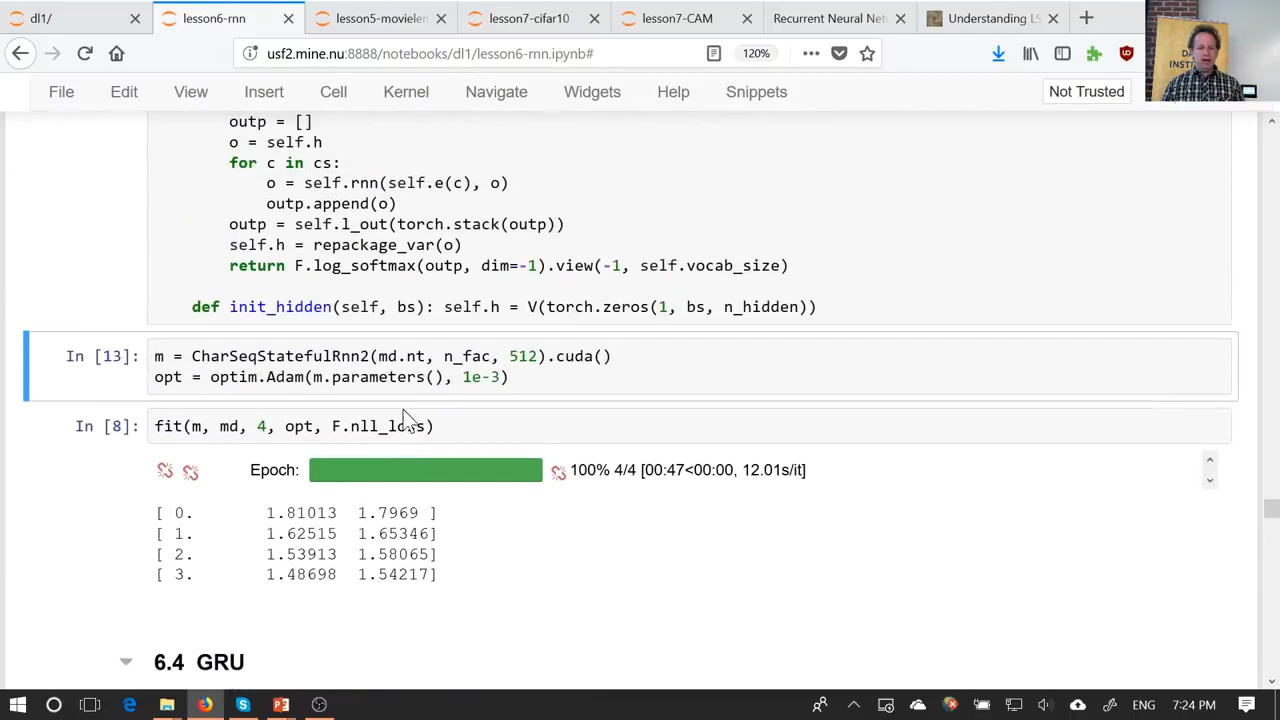 dl1/
lesson6-rnn
lesson5-movielen
lesson7-cifar10
lesson7-CAM
Recurrent Neural Ne
Understanding LS
usf2.mine.nu:8888/notebooks/dl1/lesson6-rnn.ipynb#
120%
File Edit View Insert Cell Kernel Navigate Widgets Help Snippets
Not Trusted
outp = []
o = self.h
for c in cs:
o = self.rnn(self.e(c), o)
outp.append(o)
outp = self.l_out(torch.stack(outp))
self.h = repackage_var(o)
return F.log_softmax(outp, dim=-1).view(-1, self.vocab_size)
def init_hidden(self, bs): self.h = V(torch.zeros(1, bs, n_hidden))
In [13]: m = CharSeqStatefulRnn2(md.nt, n_fac, 512).cuda()
opt = optim.Adam(m.parameters(), 1e-3)
In [8]: fit(m, md, 4, opt, F.nll_loss)
Epoch: 100% 4/4 [00:47<00:00, 12.01s/it]
[ 0. 1.81013 1.7969 ]
[ 1. 1.62515 1.65346]
[ 2. 1.53913 1.58065]
[ 3. 1.48698 1.54217]
6.4 GRU
ENG 7:24 PM